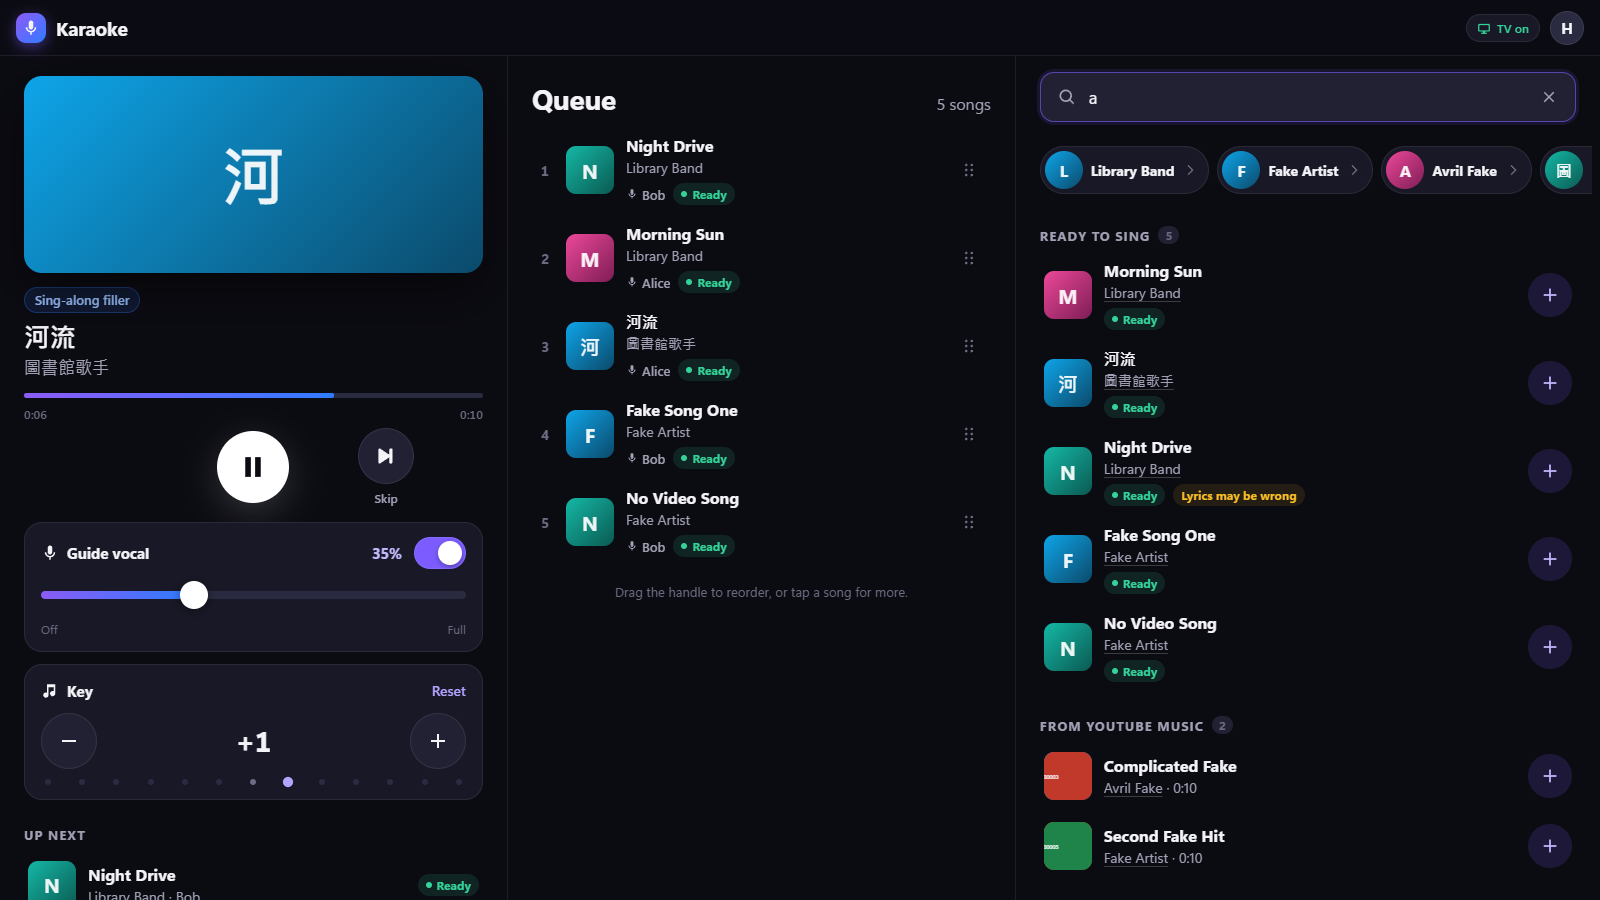 Karaoke
TV on
H
河
Sing-along filler
河流
圖書館歌手
0:06
0:10
Skip
Guide vocal
35%
Off
Full
Key
Reset
+1
UP NEXT
N
Night Drive
Library Band · Bob
Ready
Queue
5 songs
1
N
Night Drive
Library Band
Bob
Ready
2
M
Morning Sun
Library Band
Alice
Ready
3
河
河流
圖書館歌手
Alice
Ready
4
F
Fake Song One
Fake Artist
Bob
Ready
5
N
No Video Song
Fake Artist
Bob
Ready
Drag the handle to reorder, or tap a song for more.
a
L
Library Band
F
Fake Artist
A
Avril Fake
圖
READY TO SING
5
M
Morning Sun
Library Band
Ready
河
河流
圖書館歌手
Ready
N
Night Drive
Library Band
Ready
Lyrics may be wrong
F
Fake Song One
Fake Artist
Ready
N
No Video Song
Fake Artist
Ready
FROM YOUTUBE MUSIC
2
Complicated Fake
Avril Fake · 0:10
Second Fake Hit
Fake Artist · 0:10